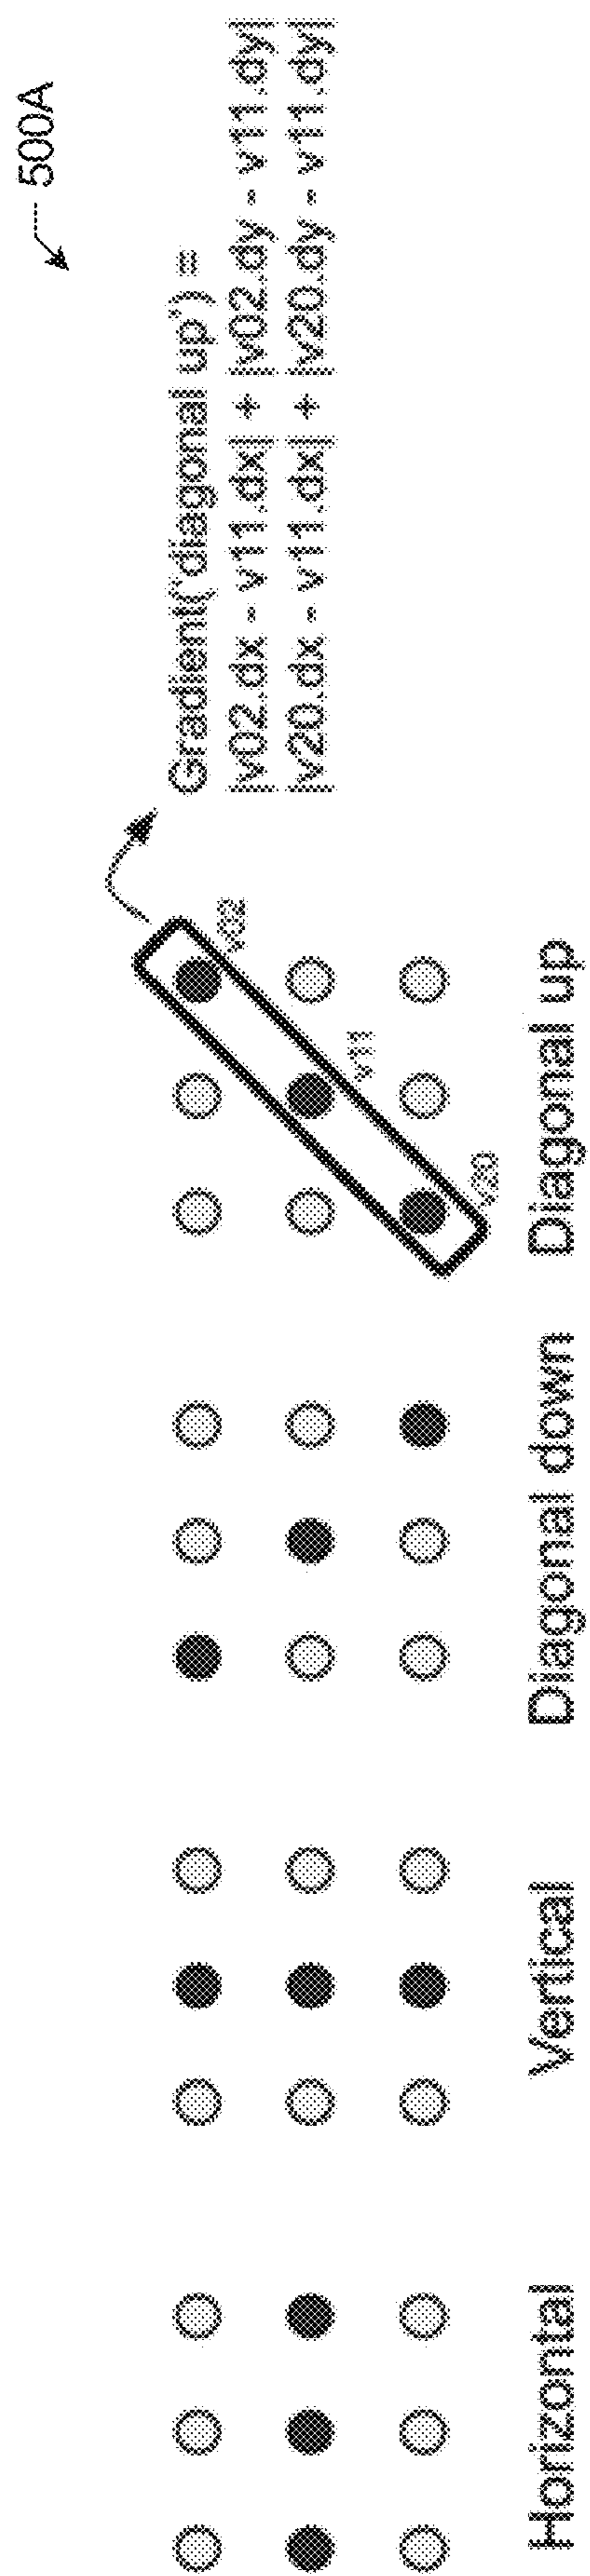 500A
Gradient('diagonal up') =
|v02.dx - v11.dx| + |v02.dy - v11.dy|
|v20.dx - v11.dx| + |v20.dy - v11.dy|
v02
v11
v20
Horizontal
Vertical
Diagonal down
Diagonal up